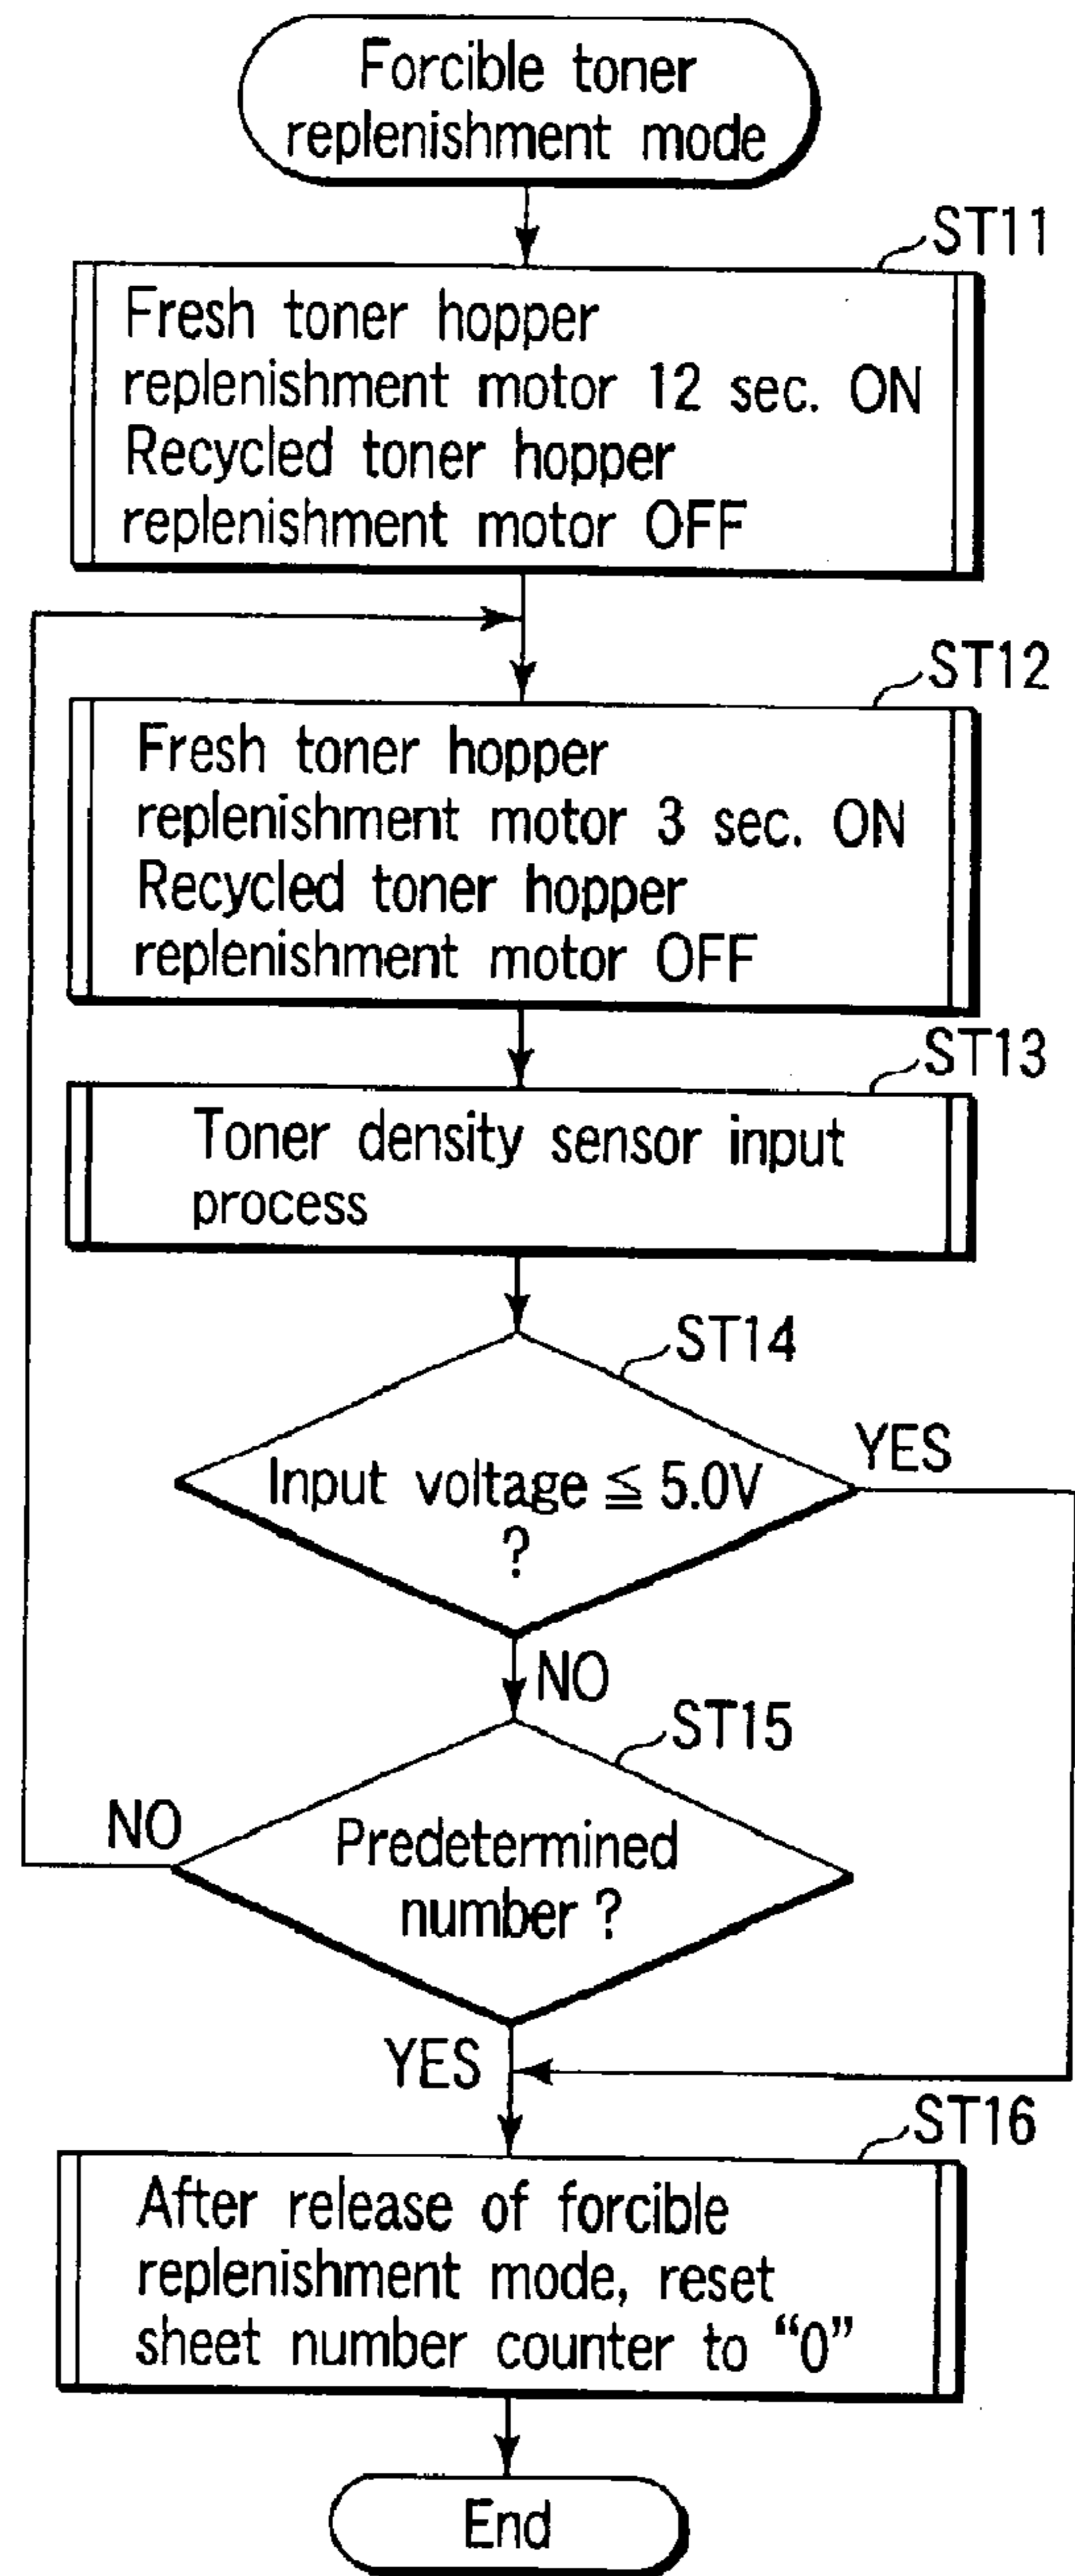 Forcible toner
replenishment mode
ST11
Fresh toner hopper
replenishment motor 12 sec. ON
Recycled toner hopper
replenishment motor OFF
ST12
Fresh toner hopper
replenishment motor 3 sec. ON
Recycled toner hopper
replenishment motor OFF
ST13
Toner density sensor input
process
ST14
YES
Input voltage ≦ 5.0V
?
NO
ST15
NO
Predetermined
number ?
YES
ST16
After release of forcible
replenishment mode, reset
sheet number counter to “0”
End